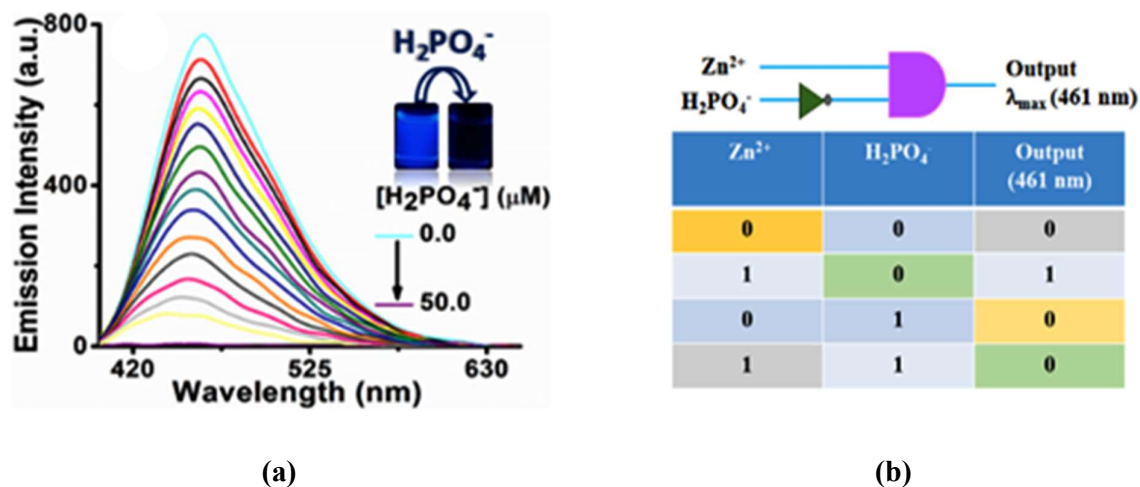 800
400
0
Emission Intensity (a.u.)
420 525 630
Wavelength (nm)
H₂PO₄⁻
[H₂PO₄⁻] (µM)
0.0
50.0
(a)
Zn²⁺
H₂PO₄⁻
Output
λmax (461 nm)
Zn²⁺ H₂PO₄⁻ Output
(461 nm)
0 0 0
1 0 1
0 1 0
1 1 0
(b)